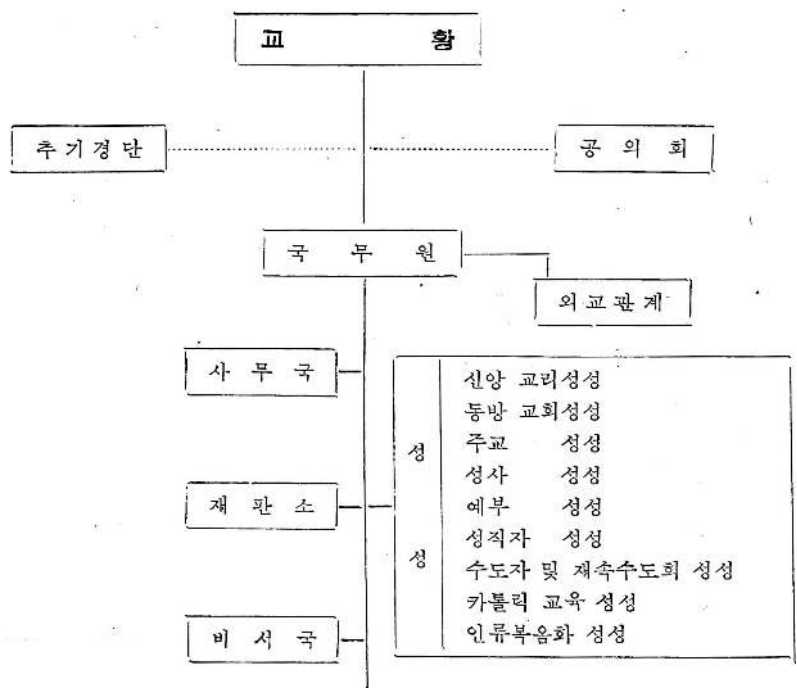 교 황
추기경단
공 의 회
국 무 원
외교관계
사 무 국
재 판 소
비 서 국
성 성
신앙 교리성성
동방 교회성성
주교 성성
성사 성성
예부 성성
성직자 성성
수도자 및 재속수도회 성성
카톨릭 교육 성성
인류복음화 성성